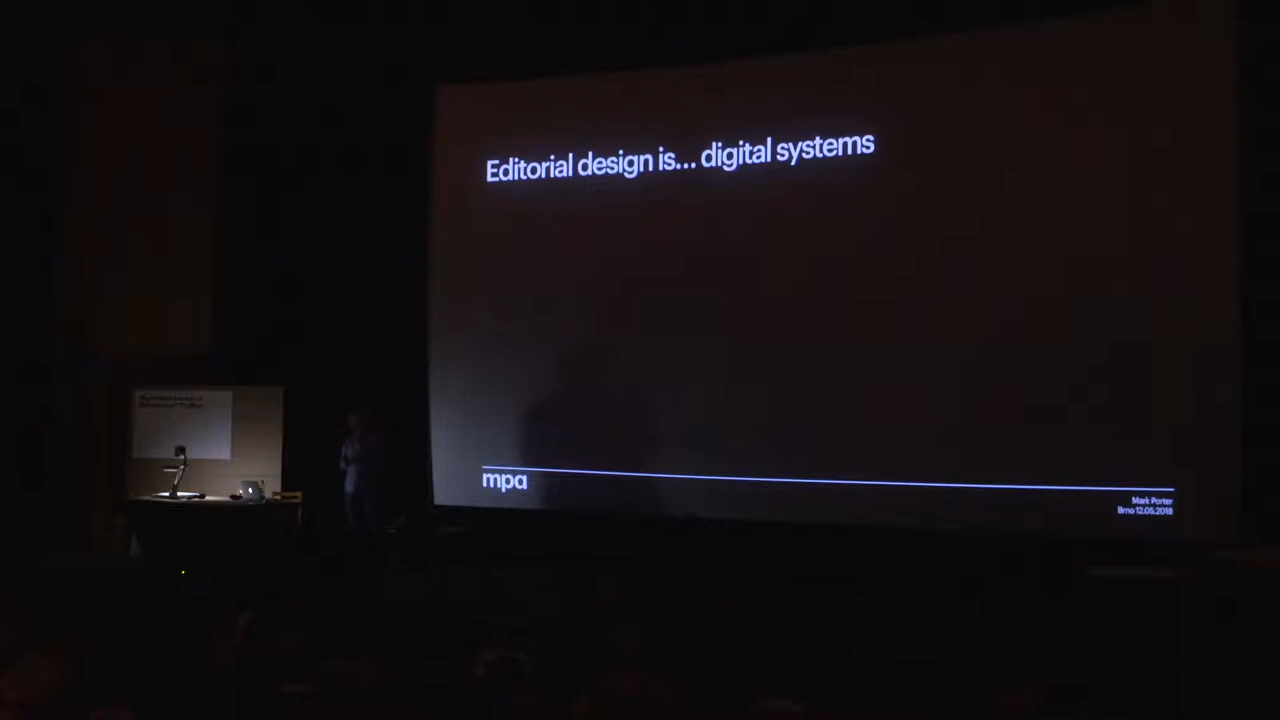 Editorial design is... digital systems
mpa
Mark Porter
Brno 12.05.2018